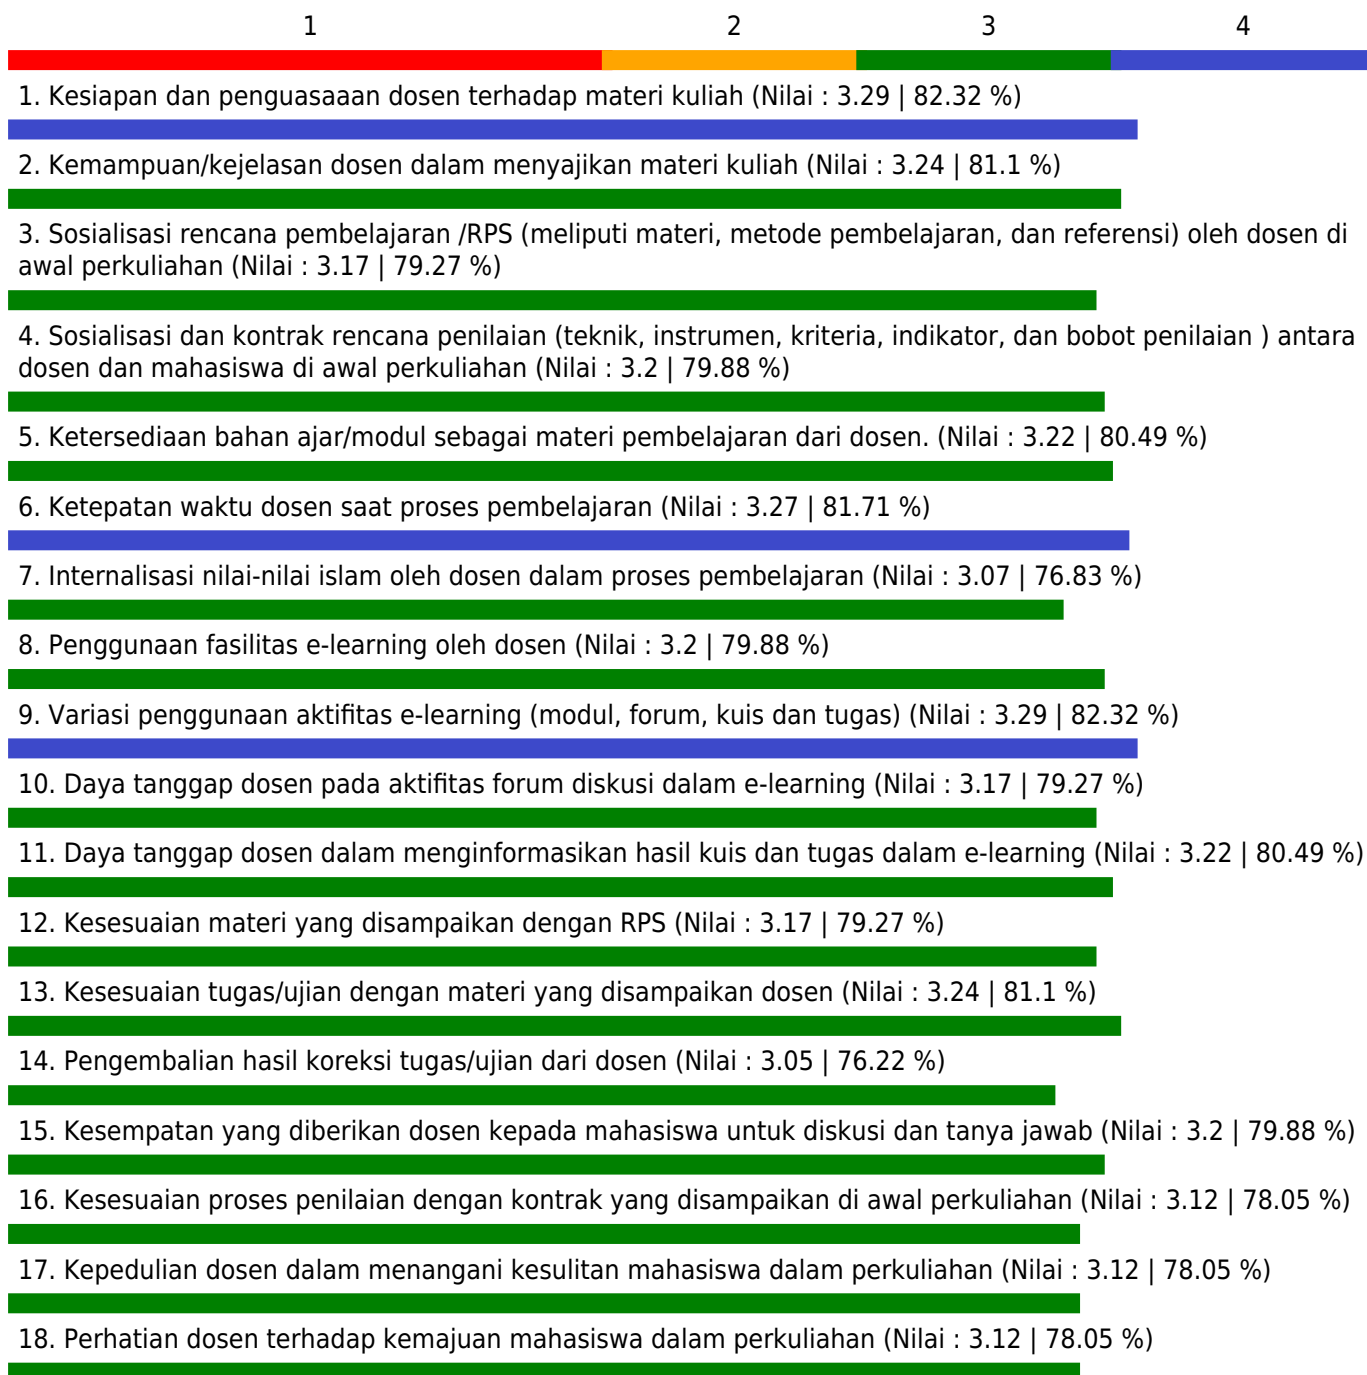 1 2 3 4
1. Kesiapan dan penguasaaan dosen terhadap materi kuliah (Nilai : 3.29 | 82.32 %)
2. Kemampuan/kejelasan dosen dalam menyajikan materi kuliah (Nilai : 3.24 | 81.1 %)
3. Sosialisasi rencana pembelajaran /RPS (meliputi materi, metode pembelajaran, dan referensi) oleh dosen di
awal perkuliahan (Nilai : 3.17 | 79.27 %)
4. Sosialisasi dan kontrak rencana penilaian (teknik, instrumen, kriteria, indikator, dan bobot penilaian ) antara
dosen dan mahasiswa di awal perkuliahan (Nilai : 3.2 | 79.88 %)
5. Ketersediaan bahan ajar/modul sebagai materi pembelajaran dari dosen. (Nilai : 3.22 | 80.49 %)
6. Ketepatan waktu dosen saat proses pembelajaran (Nilai : 3.27 | 81.71 %)
7. Internalisasi nilai-nilai islam oleh dosen dalam proses pembelajaran (Nilai : 3.07 | 76.83 %)
8. Penggunaan fasilitas e-learning oleh dosen (Nilai : 3.2 | 79.88 %)
9. Variasi penggunaan aktifitas e-learning (modul, forum, kuis dan tugas) (Nilai : 3.29 | 82.32 %)
10. Daya tanggap dosen pada aktifitas forum diskusi dalam e-learning (Nilai : 3.17 | 79.27 %)
11. Daya tanggap dosen dalam menginformasikan hasil kuis dan tugas dalam e-learning (Nilai : 3.22 | 80.49 %)
12. Kesesuaian materi yang disampaikan dengan RPS (Nilai : 3.17 | 79.27 %)
13. Kesesuaian tugas/ujian dengan materi yang disampaikan dosen (Nilai : 3.24 | 81.1 %)
14. Pengembalian hasil koreksi tugas/ujian dari dosen (Nilai : 3.05 | 76.22 %)
15. Kesempatan yang diberikan dosen kepada mahasiswa untuk diskusi dan tanya jawab (Nilai : 3.2 | 79.88 %)
16. Kesesuaian proses penilaian dengan kontrak yang disampaikan di awal perkuliahan (Nilai : 3.12 | 78.05 %)
17. Kepedulian dosen dalam menangani kesulitan mahasiswa dalam perkuliahan (Nilai : 3.12 | 78.05 %)
18. Perhatian dosen terhadap kemajuan mahasiswa dalam perkuliahan (Nilai : 3.12 | 78.05 %)